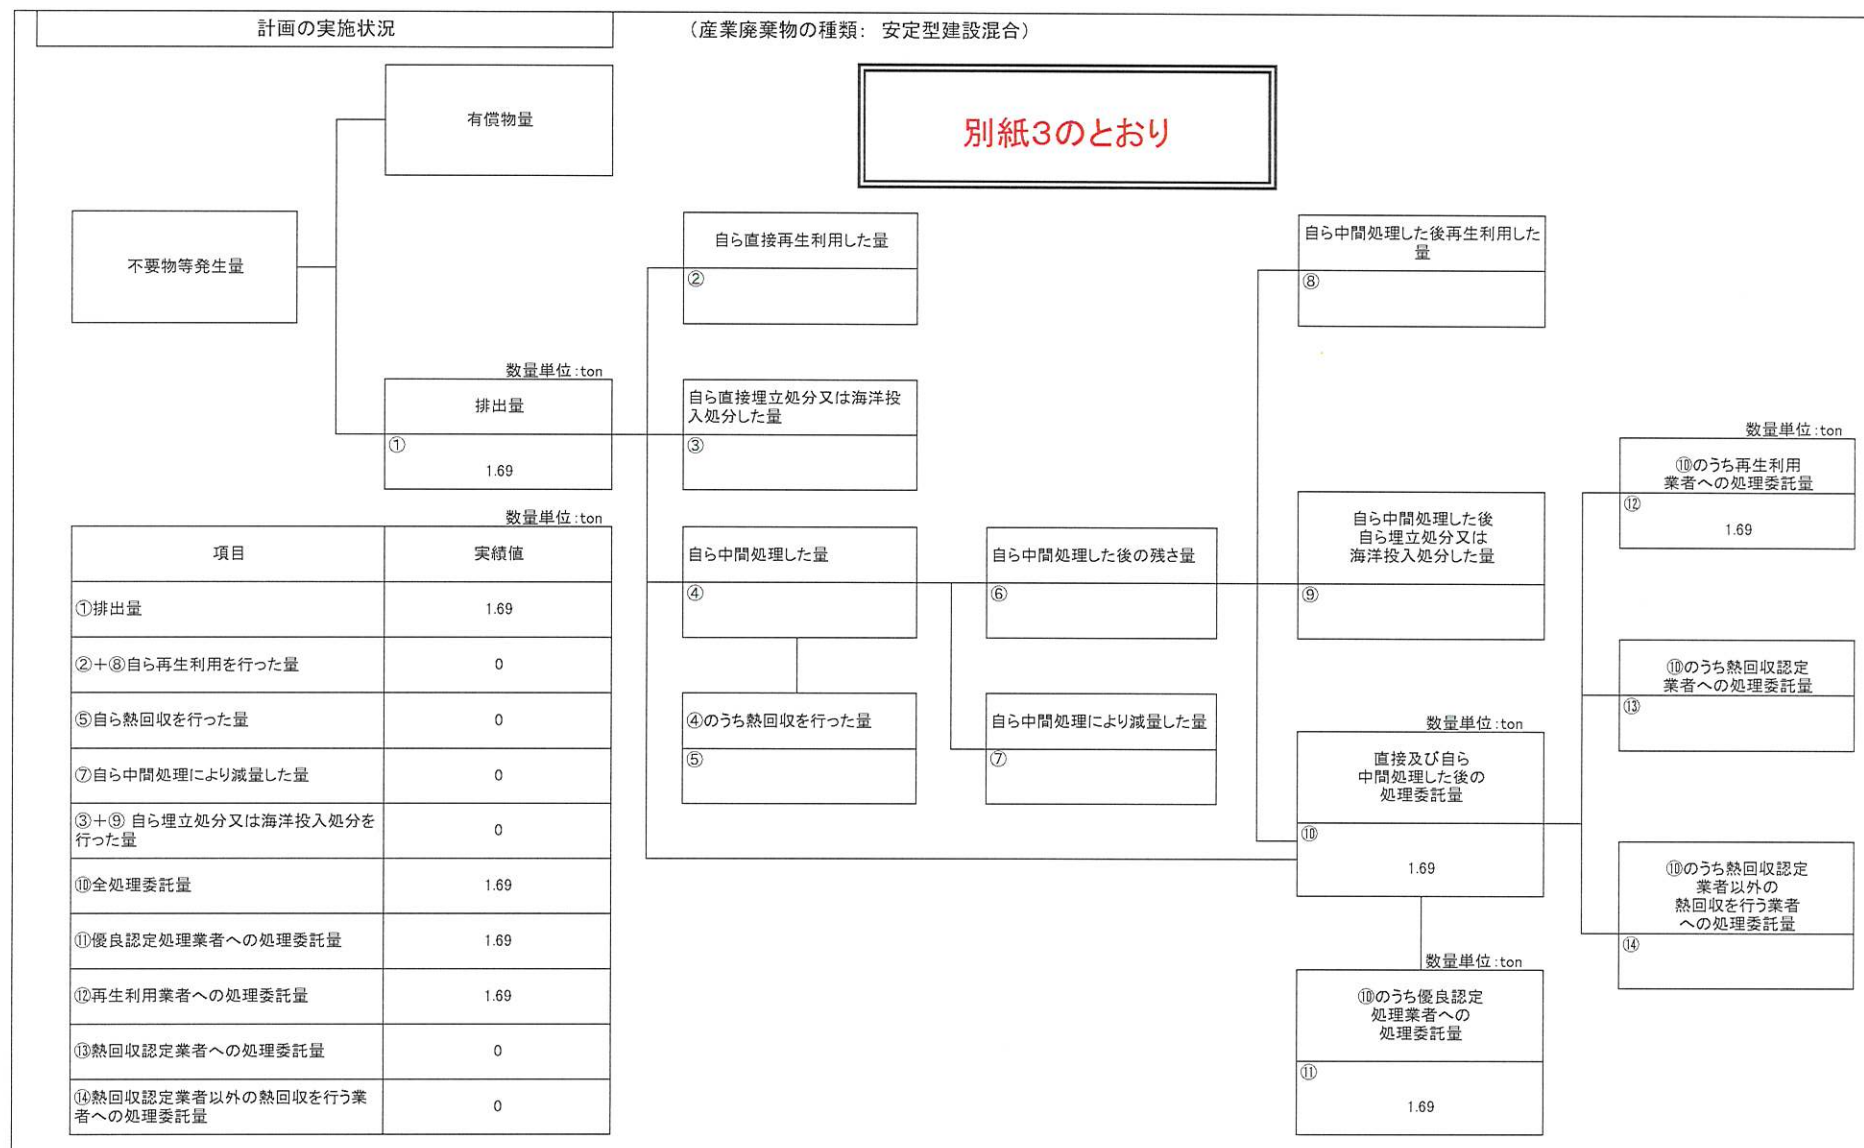 計画の実施状況
（産業廃棄物の種類： 安定型建設混合）
別紙３のとおり
有償物量
不要物等発生量
数量単位:ton
排出量
①
1.69
自ら直接再生利用した量
②
自ら直接埋立処分又は海洋投
入処分した量
③
自ら中間処理した量
④
④のうち熱回収を行った量
⑤
自ら中間処理した後の残さ量
⑥
自ら中間処理により減量した量
⑦
自ら中間処理した後再生利用した
量
⑧
自ら中間処理した後
自ら埋立処分又は
海洋投入処分した量
⑨
数量単位:ton
直接及び自ら
中間処理した後の
処理委託量
⑩
1.69
数量単位:ton
⑩のうち優良認定
処理業者への
処理委託量
⑪
1.69
数量単位:ton
⑩のうち再生利用
業者への処理委託量
⑫
1.69
⑩のうち熱回収認定
業者への処理委託量
⑬
⑩のうち熱回収認定
業者以外の
熱回収を行う業者
への処理委託量
⑭
数量単位:ton
項目 実績値
①排出量 1.69
②＋⑧自ら再生利用を行った量 0
⑤自ら熱回収を行った量 0
⑦自ら中間処理により減量した量 0
③＋⑨ 自ら埋立処分又は海洋投入処分を
行った量 0
⑩全処理委託量 1.69
⑪優良認定処理業者への処理委託量 1.69
⑫再生利用業者への処理委託量 1.69
⑬熱回収認定業者への処理委託量 0
⑭熱回収認定業者以外の熱回収を行う業
者への処理委託量 0